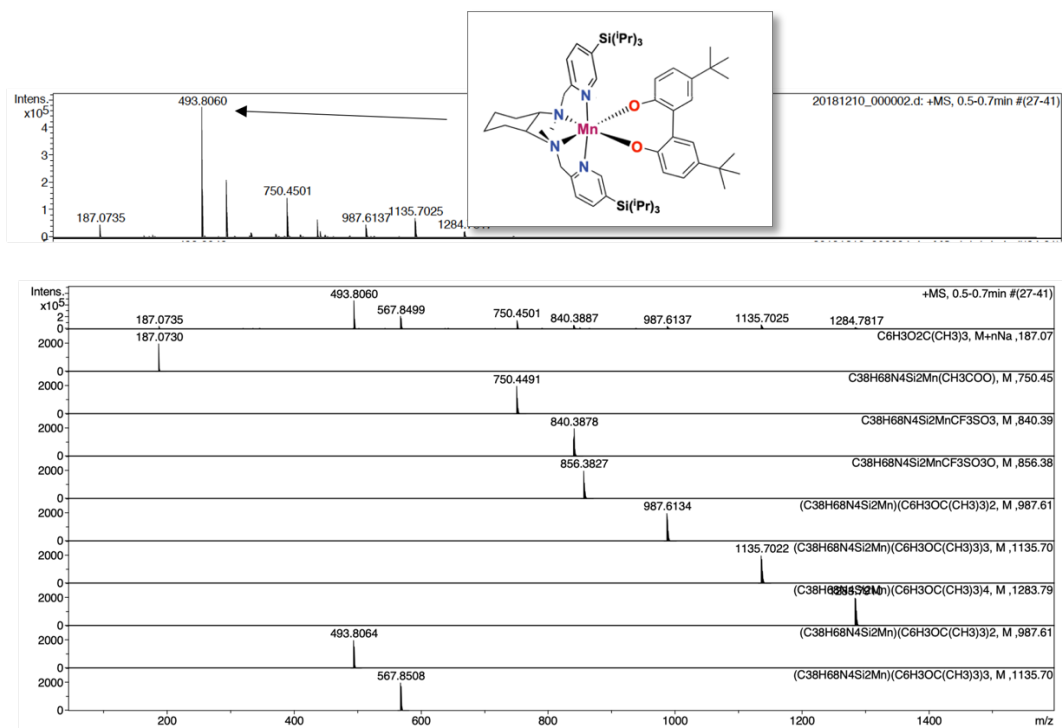 Si(iPr)3
N
N
N
N
Mn
O
O
Si(iPr)3
Intens.
x10^5
4
3
2
1
0
20181210_000002.d: +MS, 0.5-0.7min #(27-41)
187.0735
493.8060
750.4501
987.6137
1135.7025
Intens.
x10^5
2
0
+MS, 0.5-0.7min #(27-41)
187.0735
493.8060
567.8499
750.4501
840.3887
987.6137
1135.7025
1284.7817
2000
0
187.0730
C6H3O2C(CH3)3, M+nNa ,187.07
2000
0
750.4491
C38H68N4Si2Mn(CH3COO), M ,750.45
2000
0
840.3878
C38H68N4Si2MnCF3SO3, M ,840.39
2000
0
856.3827
C38H68N4Si2MnCF3SO3O, M ,856.38
2000
0
987.6134
(C38H68N4Si2Mn)(C6H3OC(CH3)3)2, M ,987.61
2000
0
1135.7022
(C38H68N4Si2Mn)(C6H3OC(CH3)3)3, M ,1135.70
2000
0
(C38H68N4Si2Mn)(C6H3OC(CH3)3)4, M ,1283.79
2000
0
493.8064
(C38H68N4Si2Mn)(C6H3OC(CH3)3)2, M ,987.61
2000
0
567.8508
(C38H68N4Si2Mn)(C6H3OC(CH3)3)3, M ,1135.70
200
400
600
800
1000
1200
1400
m/z